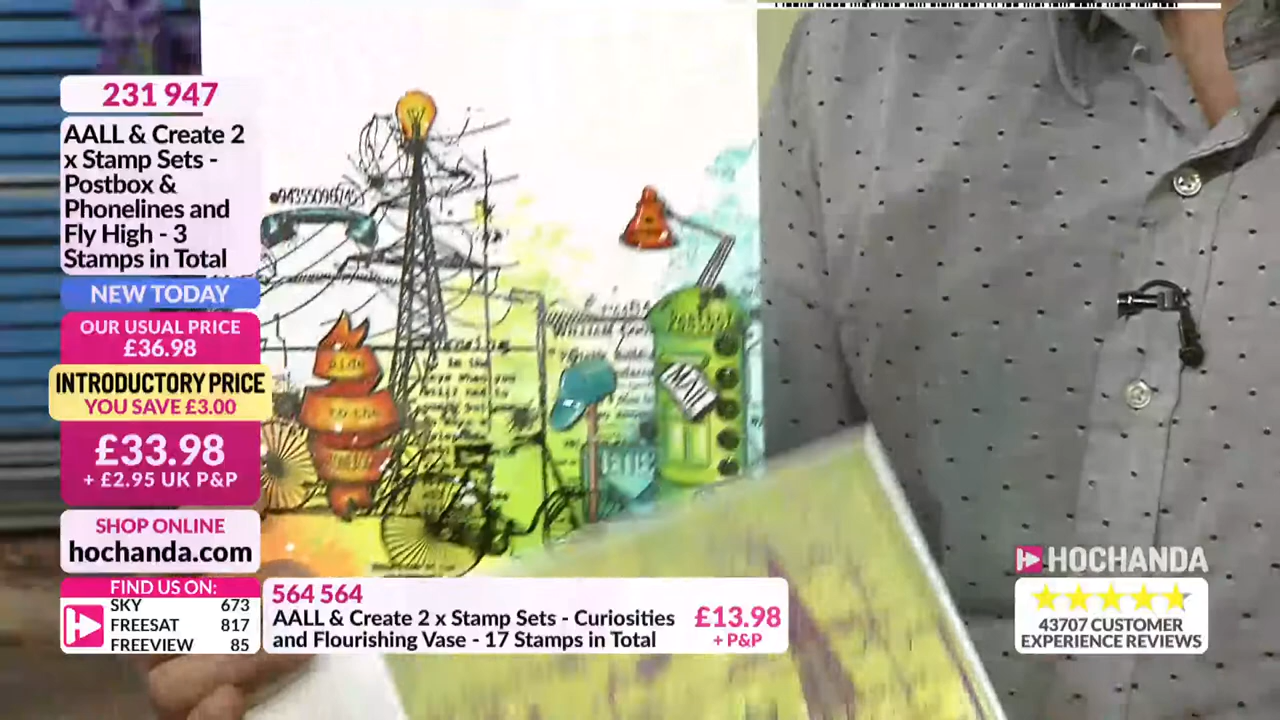 231 947
AALL & Create 2
x Stamp Sets -
Postbox &
Phonelines and
Fly High - 3
Stamps in Total
NEW TODAY
OUR USUAL PRICE
£36.98
INTRODUCTORY PRICE
YOU SAVE £3.00
£33.98
+ £2.95 UK P&P
SHOP ONLINE
hochanda.com
FIND US ON:
SKY 673
FREESAT 817
FREEVIEW 85
564 564
AALL & Create 2 x Stamp Sets - Curiosities
and Flourishing Vase - 17 Stamps in Total
£13.98
+ P&P
HOCHANDA
43707 CUSTOMER
EXPERIENCE REVIEWS
to the